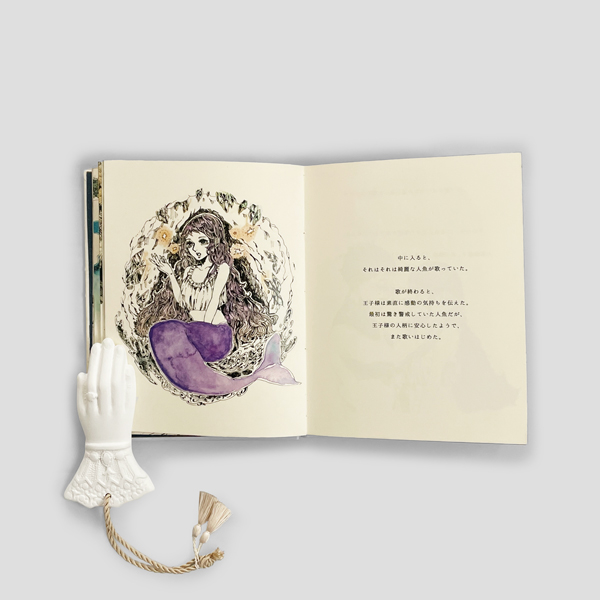 中に入ると、
それはそれは綺麗な人魚が歌っていた。
歌が終わると、
王子様は素直に感動の気持ちを伝えた。
最初は驚き警戒していた人魚だが、
王子様の人柄に安心したようで、
また歌いはじめた。